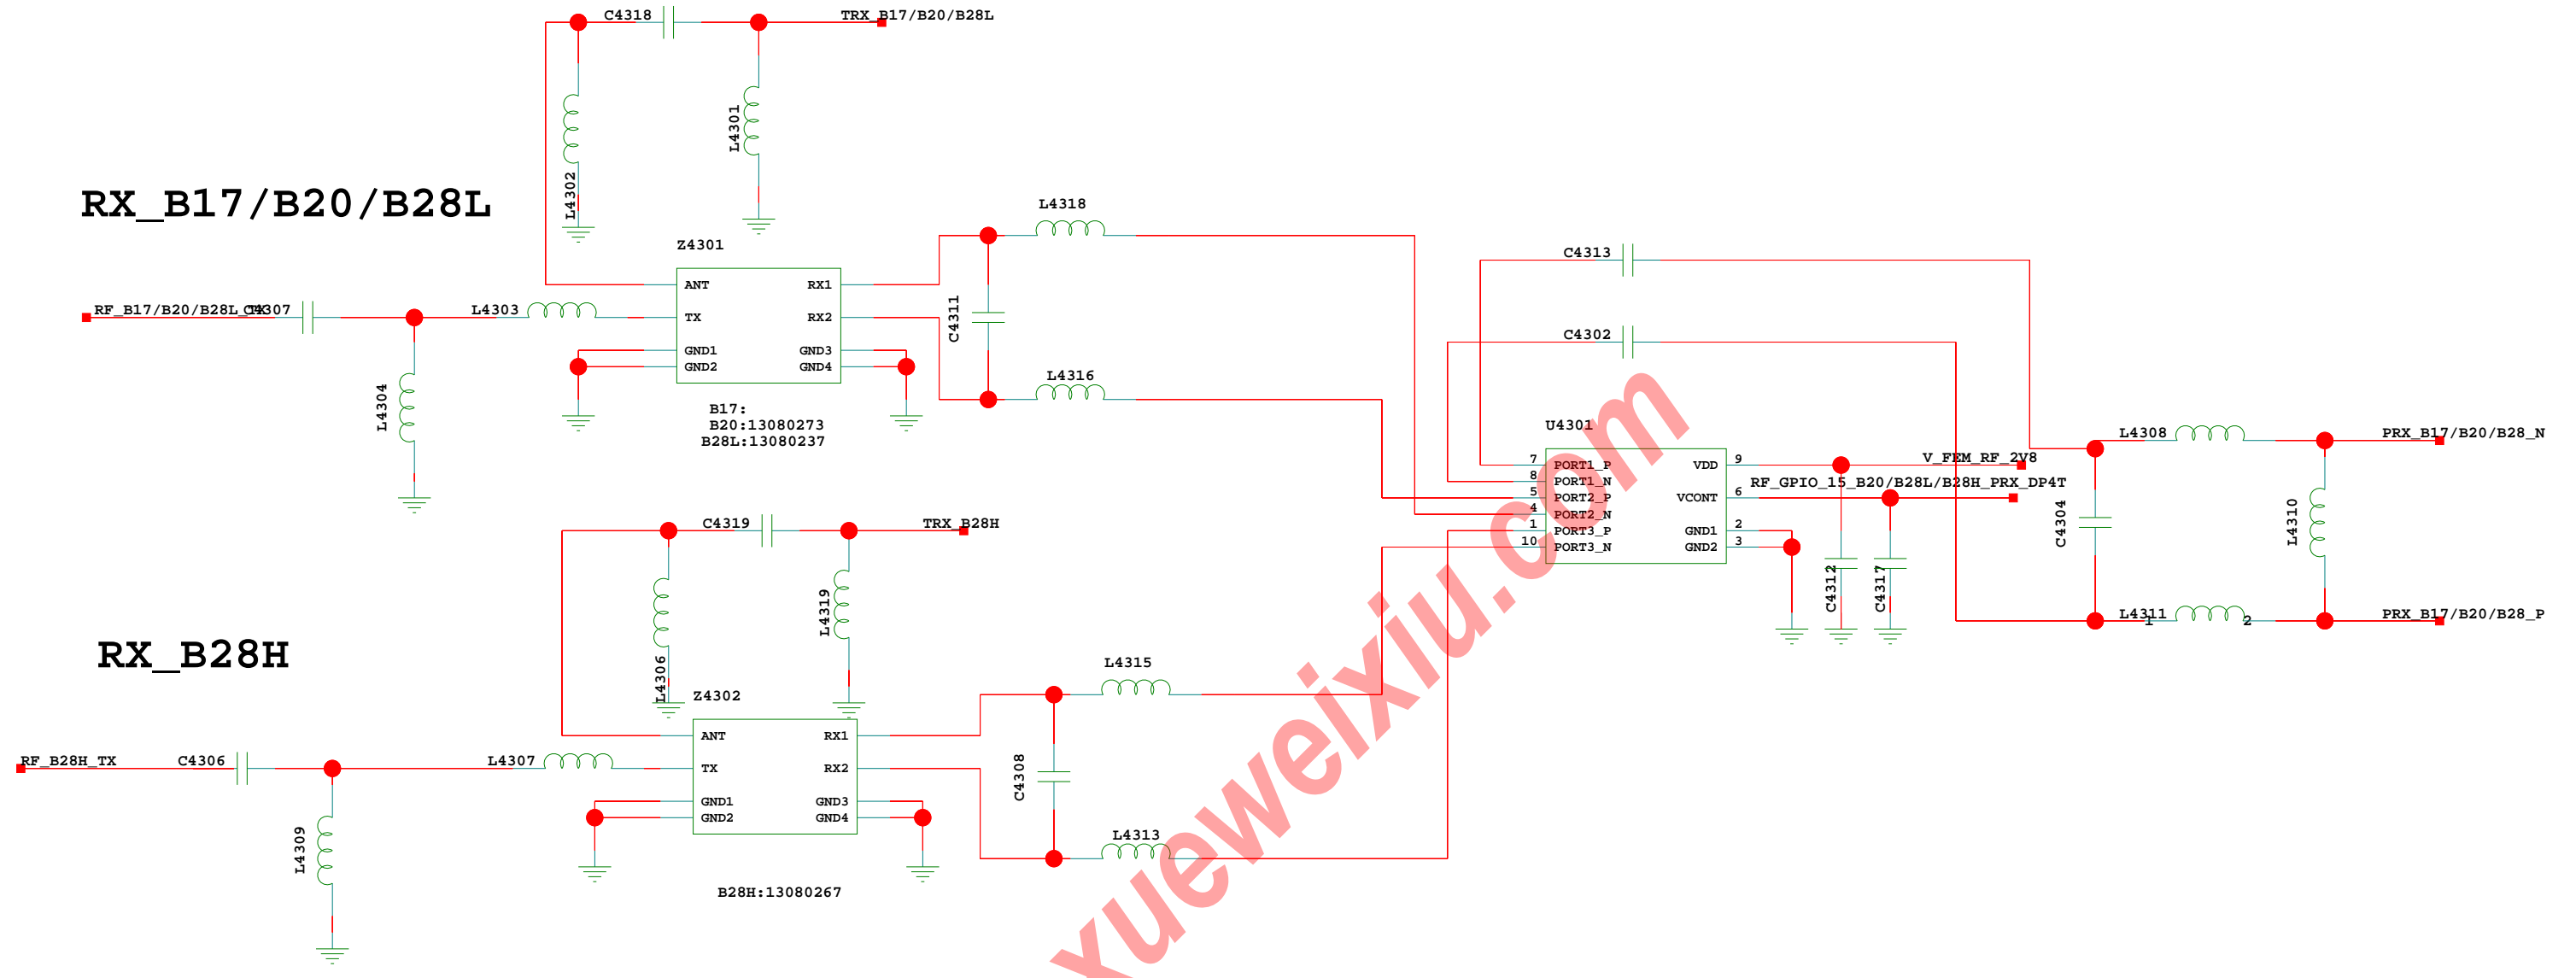 C4318
TRX_B17/B20/B28L
L4301
L4302
RX_B17/B20/B28L
L4318
Z4301
C4313
ANT
RX1
RF_B17/B20/B28L_TX
C4307
L4303
TX
RX2
C4311
C4302
GND1
GND3
GND2
GND4
L4316
L4304
B17:
B20:13080273
B28L:13080237
U4301
L4308
PRX_B17/B20/B28_N
7
PORT1_P
VDD
9
V_FEM_RF_2V8
8
PORT1_N
RF_GPIO_15_B20/B28L/B28H_PRX_DP4T
5
PORT2_P
VCONT
6
4
PORT2_N
1
PORT3_P
GND1
2
10
PORT3_N
GND2
3
C4304
L4310
C4319
TRX_B28H
C4312
C4317
L4319
L4306
L4311
1
2
PRX_B17/B20/B28_P
RX_B28H
L4315
Z4302
ANT
RX1
RF_B28H_TX
C4306
L4307
TX
RX2
C4308
GND1
GND3
GND2
GND4
L4313
L4309
B28H:13080267
xueweixiu.com